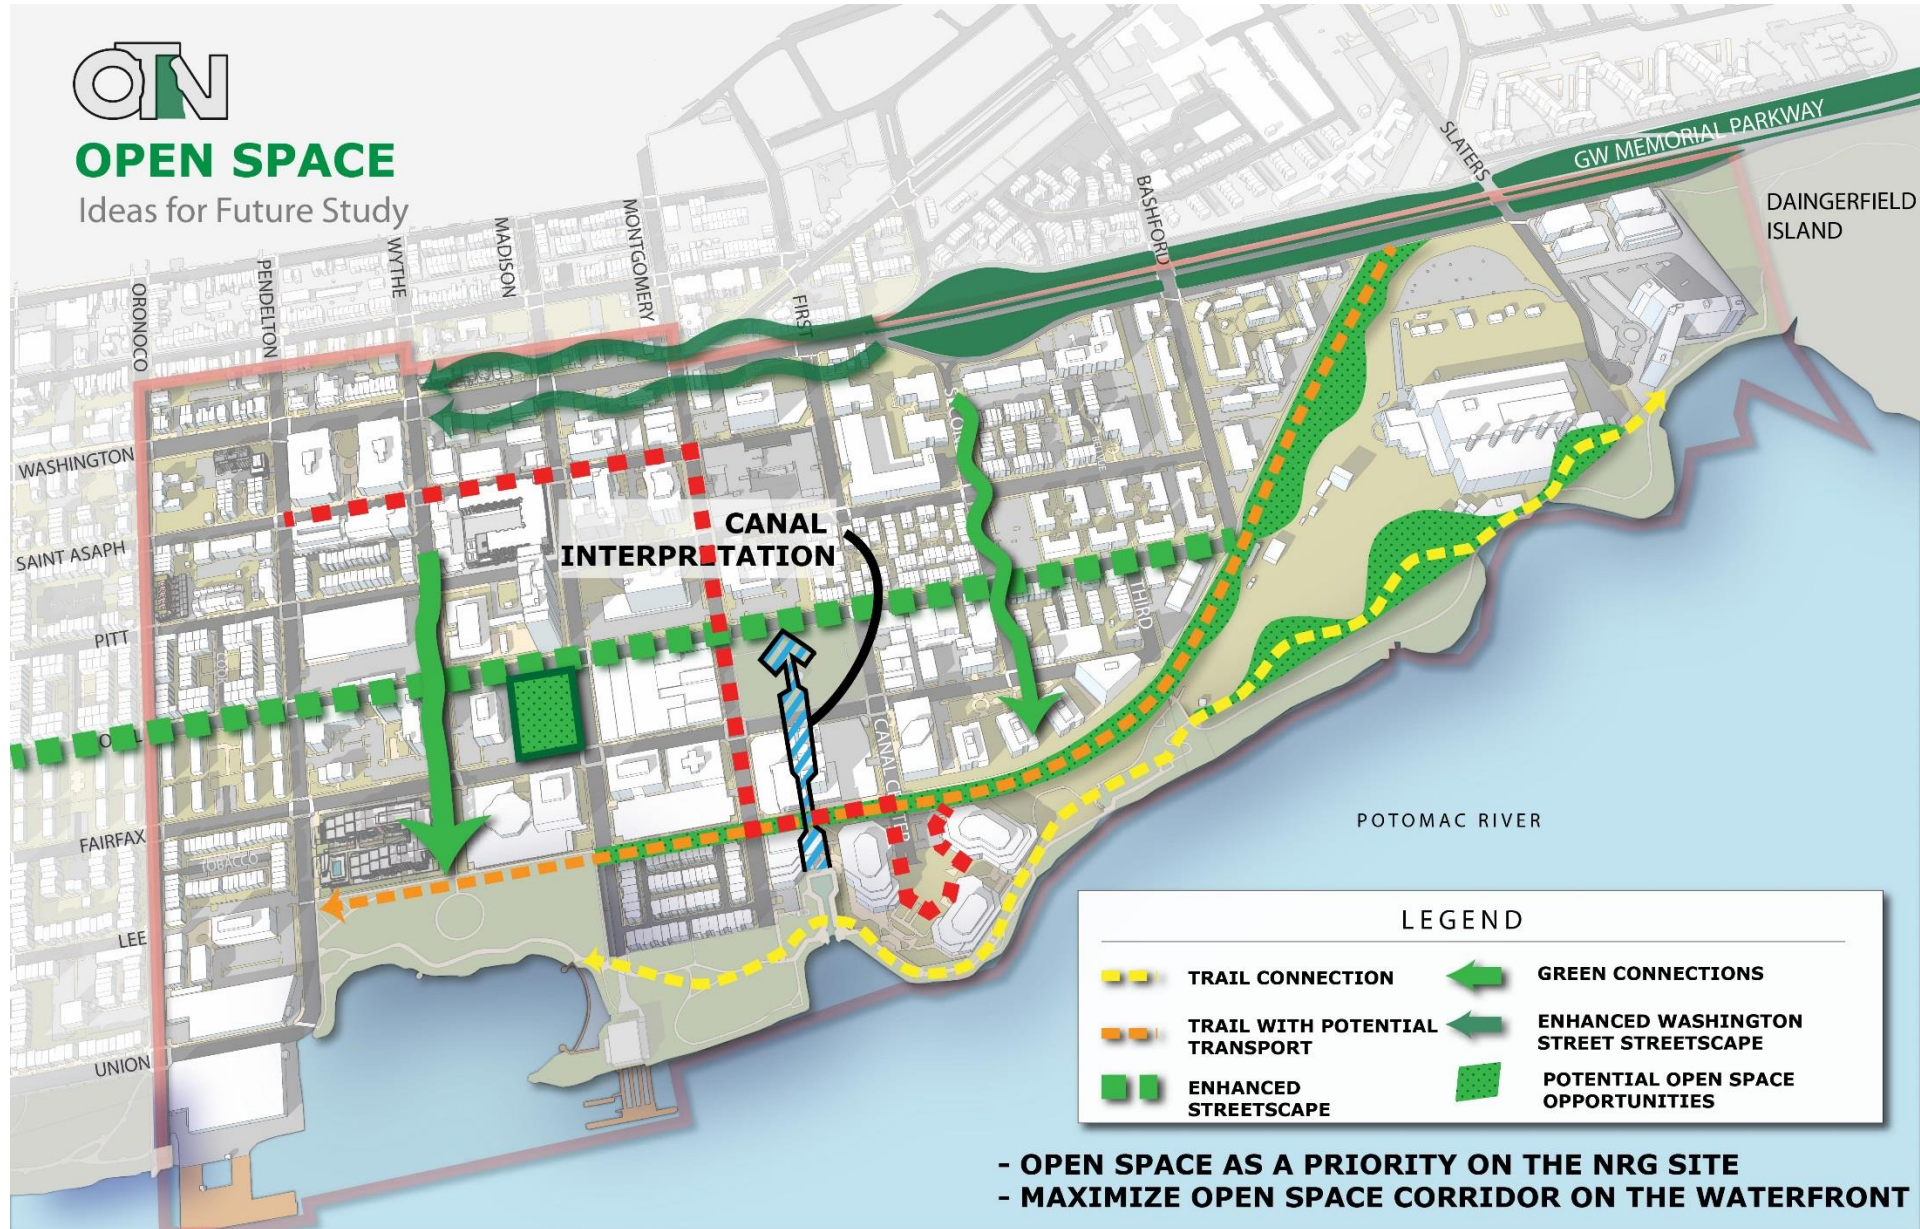 OTN
OPEN SPACE
Ideas for Future Study
ORONOCO
PENDELTON
WYTHE
MADISON
MONTGOMERY
FIRST
BASHFORD
SLATERS
GW MEMORIAL PARKWAY
DAINGERFIELD
ISLAND
WASHINGTON
SAINT ASAPH
PITT
FAIRFAX
LEE
UNION
TOBACCO
THIRD
CANAL
INTERPRETATION
POTOMAC RIVER
LEGEND
TRAIL CONNECTION
TRAIL WITH POTENTIAL
TRANSPORT
ENHANCED
STREETSCAPE
GREEN CONNECTIONS
ENHANCED WASHINGTON
STREET STREETSCAPE
POTENTIAL OPEN SPACE
OPPORTUNITIES
- OPEN SPACE AS A PRIORITY ON THE NRG SITE
- MAXIMIZE OPEN SPACE CORRIDOR ON THE WATERFRONT